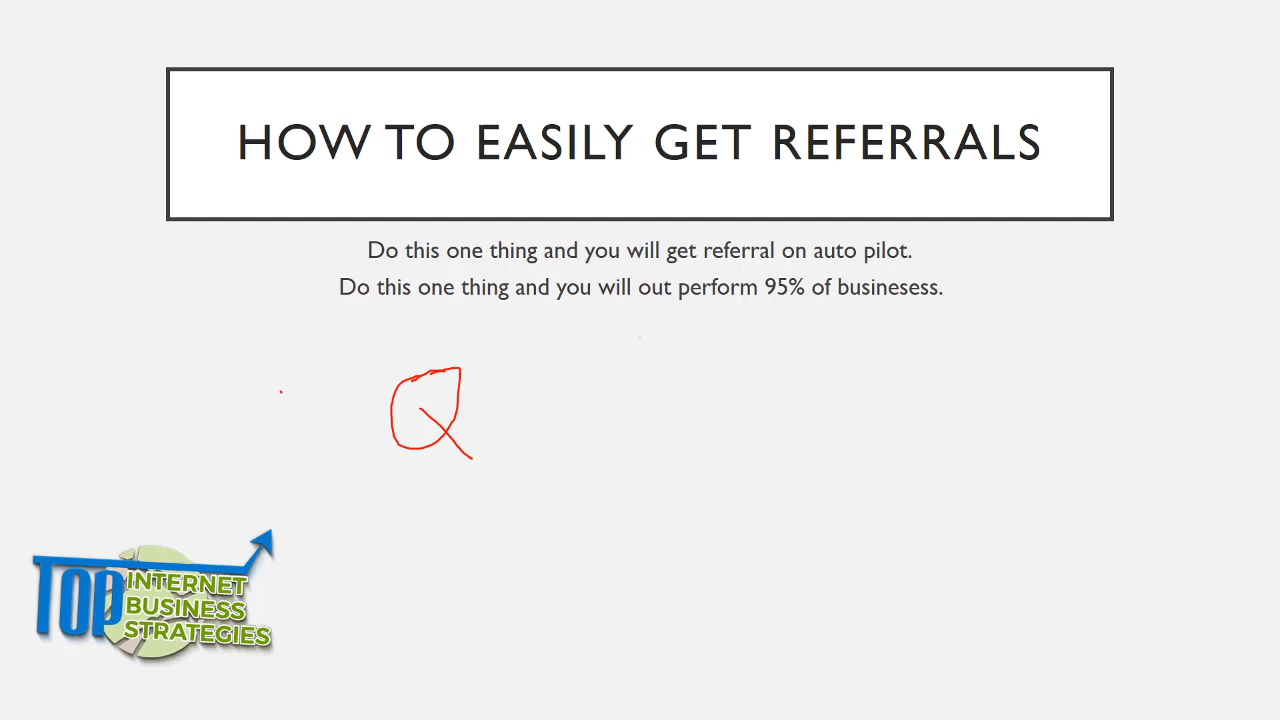 HOW TO EASILY GET REFERRALS
Do this one thing and you will get referral on auto pilot.
Do this one thing and you will out perform 95% of businesess.
Q
TOP INTERNET
BUSINESS
STRATEGIES